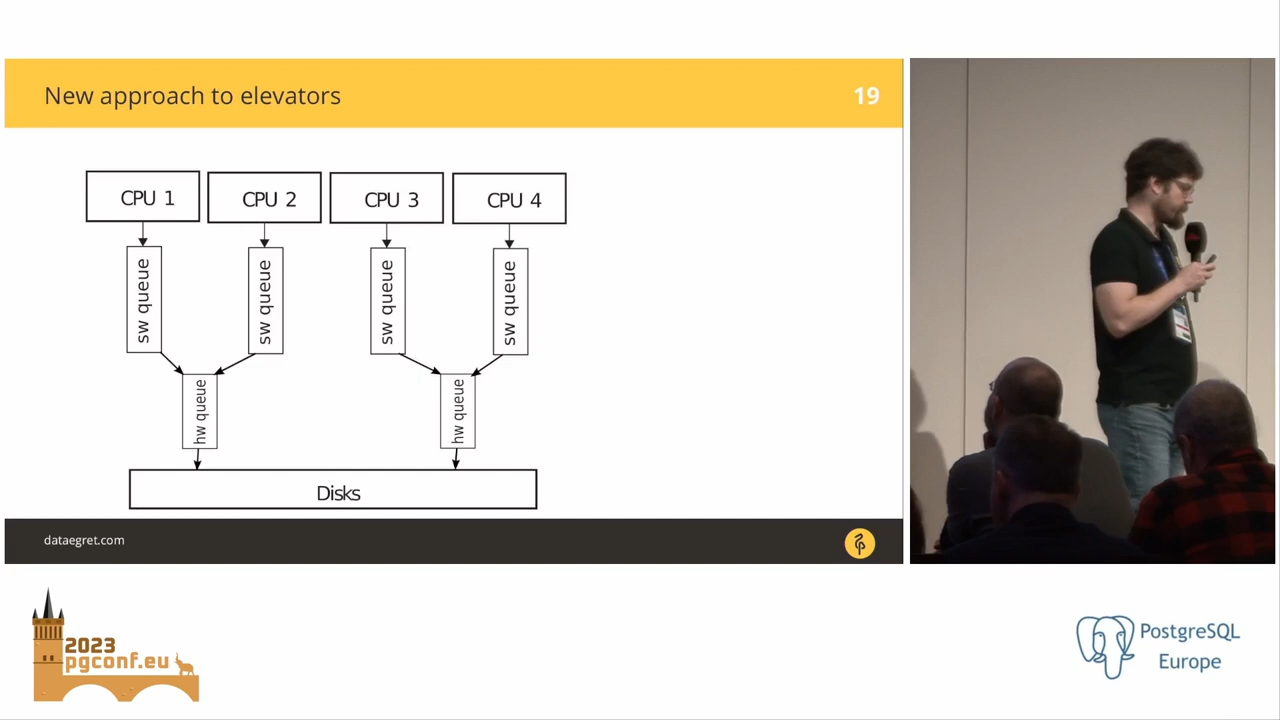 New approach to elevators
19
CPU 1
CPU 2
CPU 3
CPU 4
sw queue
sw queue
sw queue
sw queue
hw queue
hw queue
Disks
dataegret.com
2023
pgconf.eu
PostgreSQL
Europe